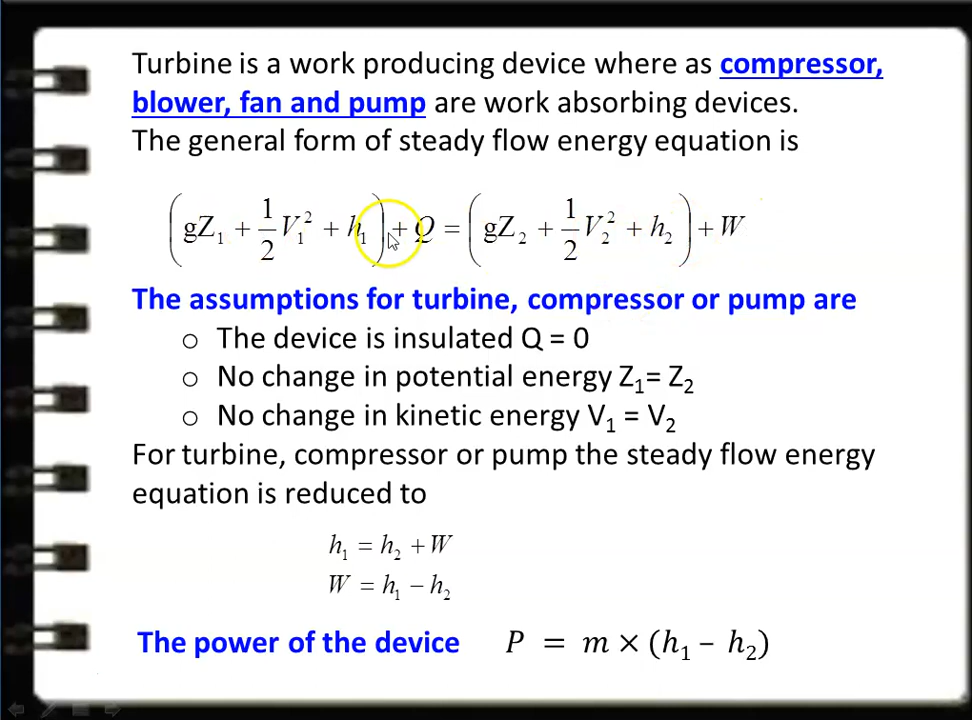 Turbine is a work producing device where as compressor,
blower, fan and pump are work absorbing devices.
The general form of steady flow energy equation is
(gZ₁ + 1/2 V₁² + h₁) + Q = (gZ₂ + 1/2 V₂² + h₂) + W
The assumptions for turbine, compressor or pump are
o The device is insulated Q = 0
o No change in potential energy Z₁= Z₂
o No change in kinetic energy V₁ = V₂
For turbine, compressor or pump the steady flow energy
equation is reduced to
h₁ = h₂ + W
W = h₁ − h₂
The power of the device P = m × (h₁ – h₂)